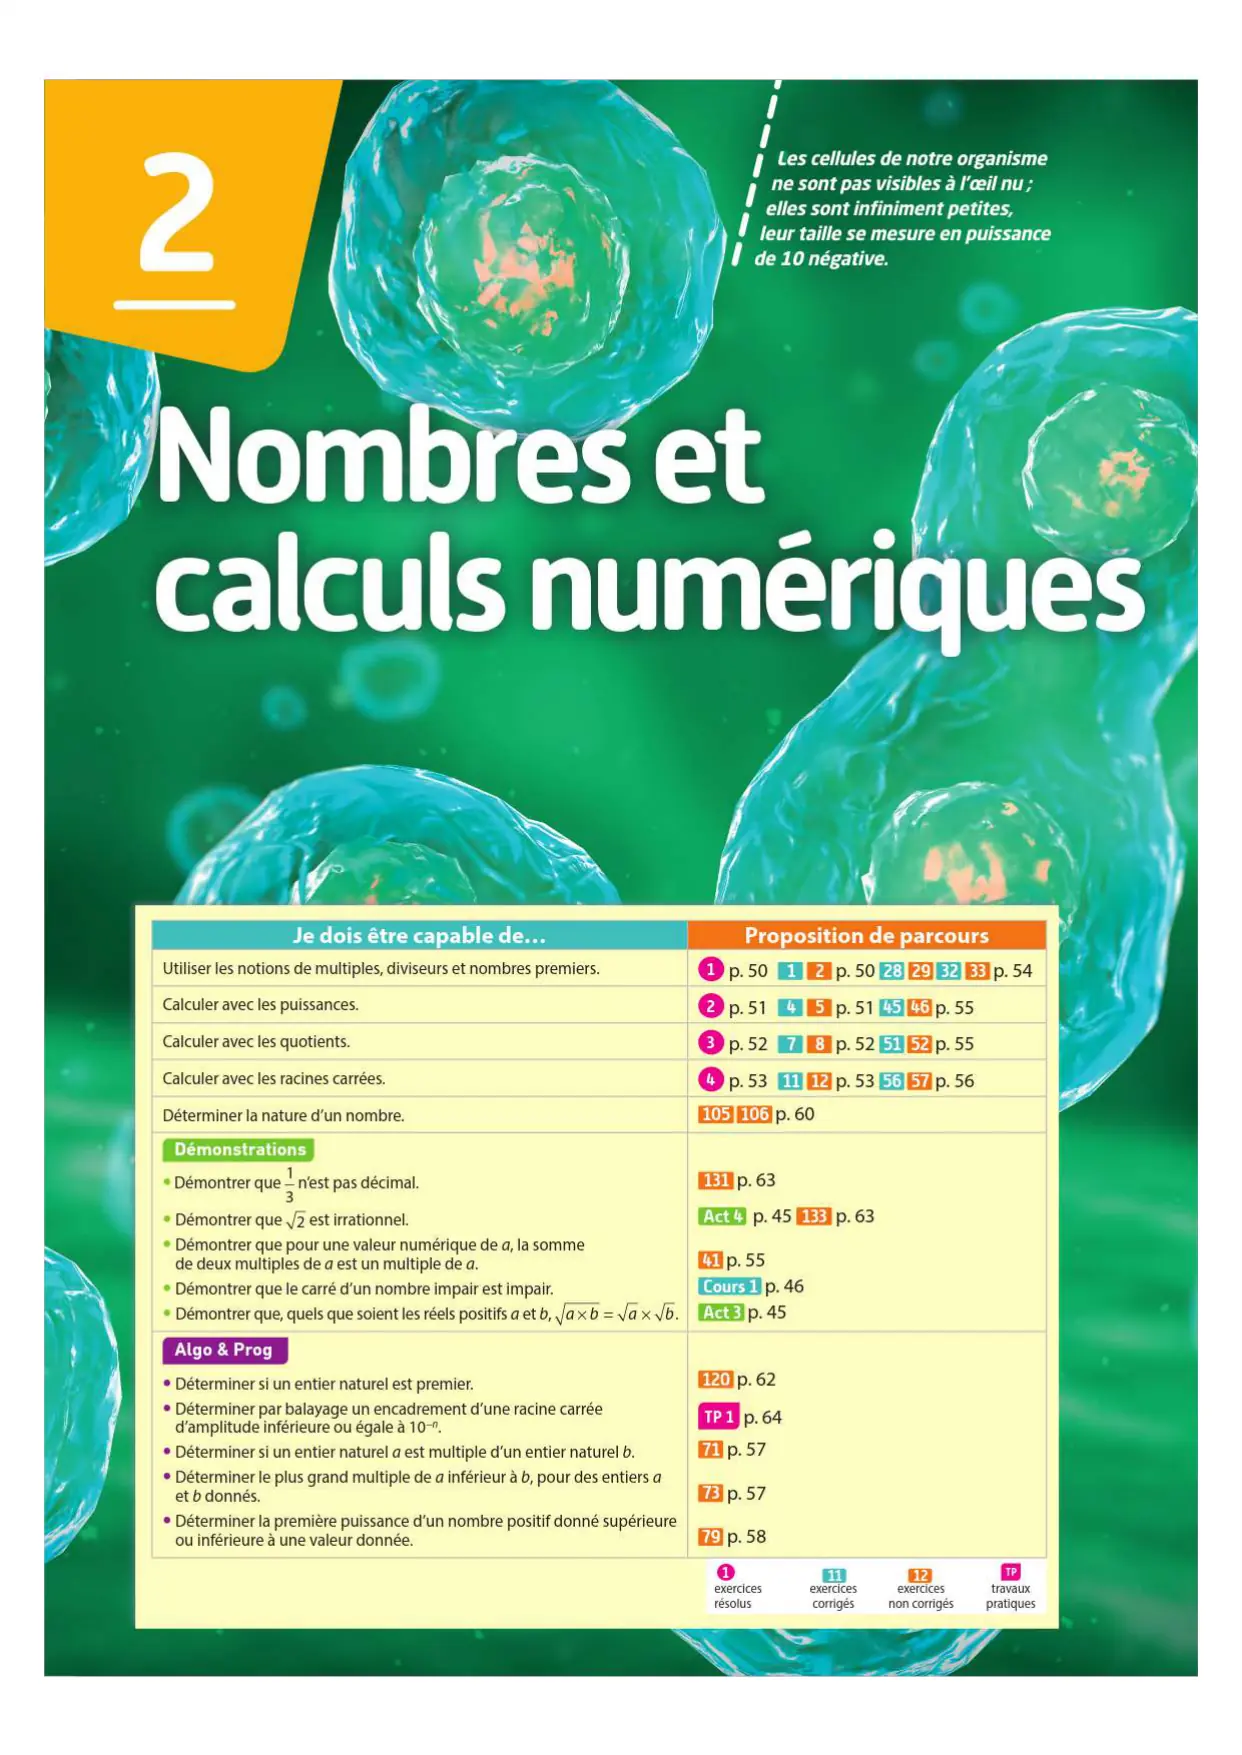 2
Les cellules de notre organisme
ne sont pas visibles à l'œil nu ;
elles sont infiniment petites,
leur taille se mesure en puissance
de 10 négative.
Nombres et
calculs numériques
Je dois être capable de... Proposition de parcours
Utiliser les notions de multiples, diviseurs et nombres premiers. 1 p. 50 1 2 p. 50 28 29 32 33 p. 54
Calculer avec les puissances. 2 p. 51 4 5 p. 51 45 46 p. 55
Calculer avec les quotients. 3 p. 52 7 8 p. 52 51 52 p. 55
Calculer avec les racines carrées. 4 p. 53 11 12 p. 53 56 57 p. 56
Déterminer la nature d'un nombre. 105 106 p. 60
Démonstrations
• Démontrer que 1/3 n'est pas décimal. 131 p. 63
• Démontrer que √2 est irrationnel. Act 4 p. 45 133 p. 63
• Démontrer que pour une valeur numérique de a, la somme
de deux multiples de a est un multiple de a. 41 p. 55
• Démontrer que le carré d'un nombre impair est impair. Cours 1 p. 46
• Démontrer que, quels que soient les réels positifs a et b, √a × b = √a × √b. Act 3 p. 45
Algo & Prog
• Déterminer si un entier naturel est premier. 120 p. 62
• Déterminer par balayage un encadrement d'une racine carrée
d'amplitude inférieure ou égale à 10⁻ⁿ. TP 1 p. 64
• Déterminer si un entier naturel a est multiple d'un entier naturel b. 71 p. 57
• Déterminer le plus grand multiple de a inférieur à b, pour des entiers a
et b donnés. 73 p. 57
• Déterminer la première puissance d'un nombre positif donné supérieure
ou inférieure à une valeur donnée. 79 p. 58
1 11 12 TP
exercices exercices exercices travaux
résolus corrigés non corrigés pratiques